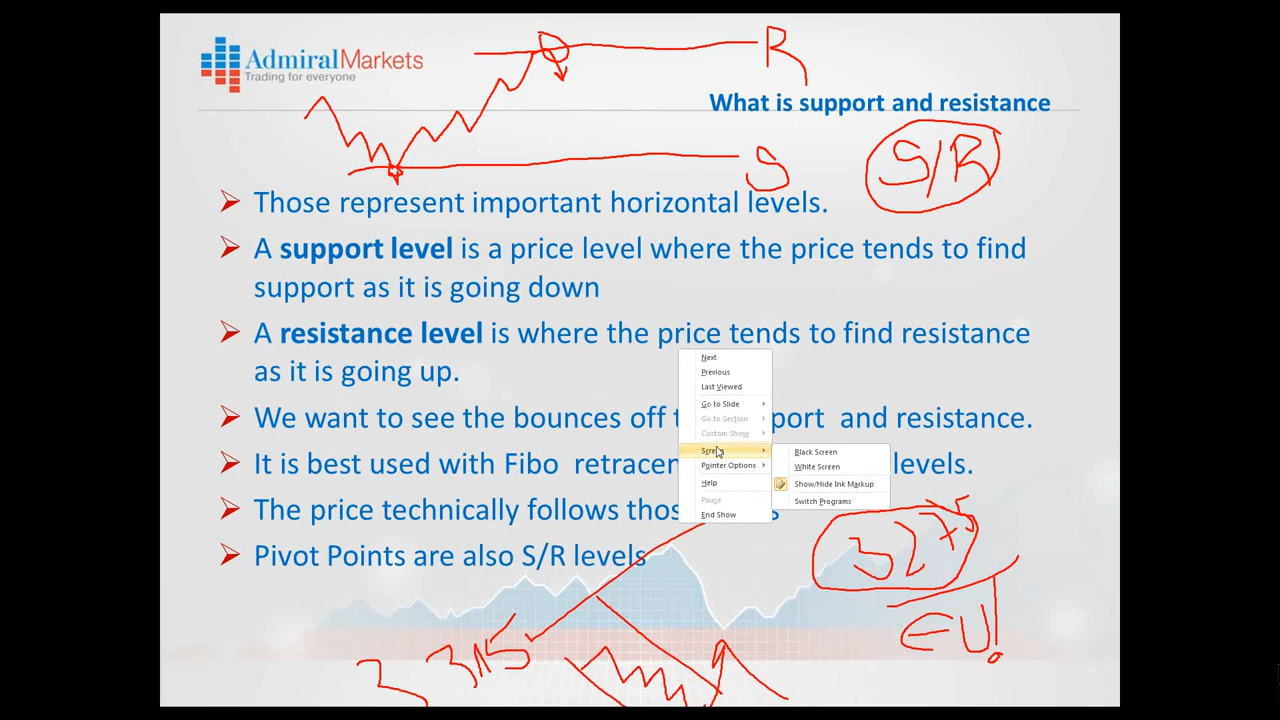 AdmiralMarkets
Trading for everyone
R
What is support and resistance
S/R
S
Those represent important horizontal levels.
A support level is a price level where the price tends to find
support as it is going down
A resistance level is where the price tends to find resistance
as it is going up.
We want to see the bounces off and resistance.
It is best used with Fibo levels.
The price technically follows
Pivot Points are also S/R levels
Next
Previous
Last Viewed
Go to Slide
Go to Section
Custom Show
Pointer Options
Help
Pause
End Show
Black Screen
White Screen
Show/Hide Ink Markup
Switch Programs
EU!